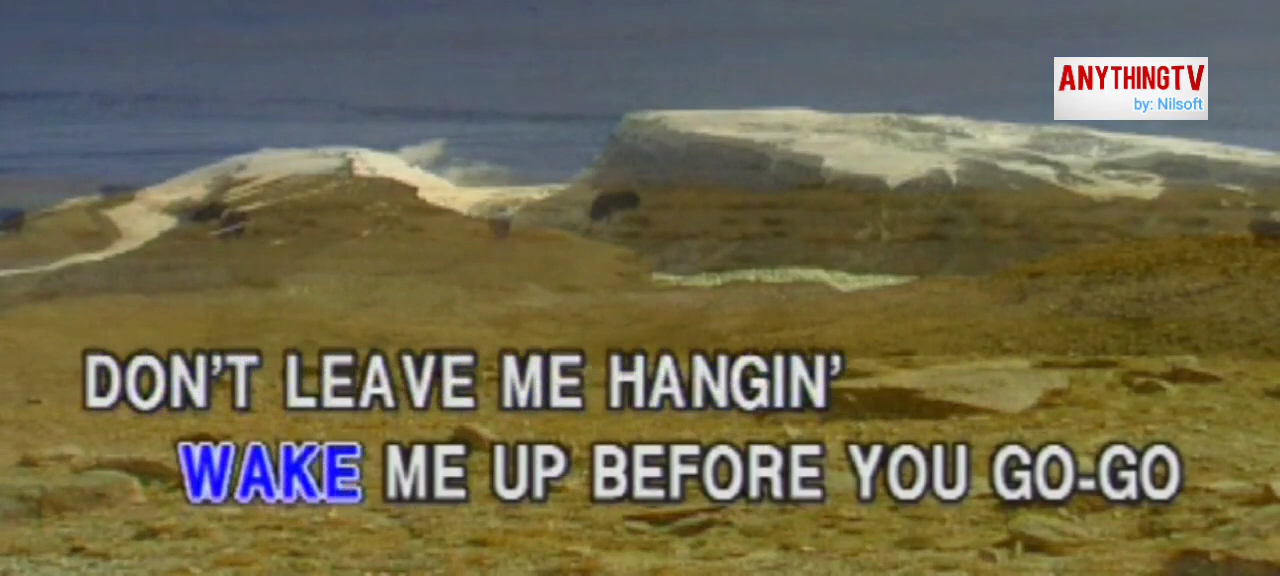 ANYTHINGTV
by: Nilsoft
DON'T LEAVE ME HANGIN'
WAKE ME UP BEFORE YOU GO-GO